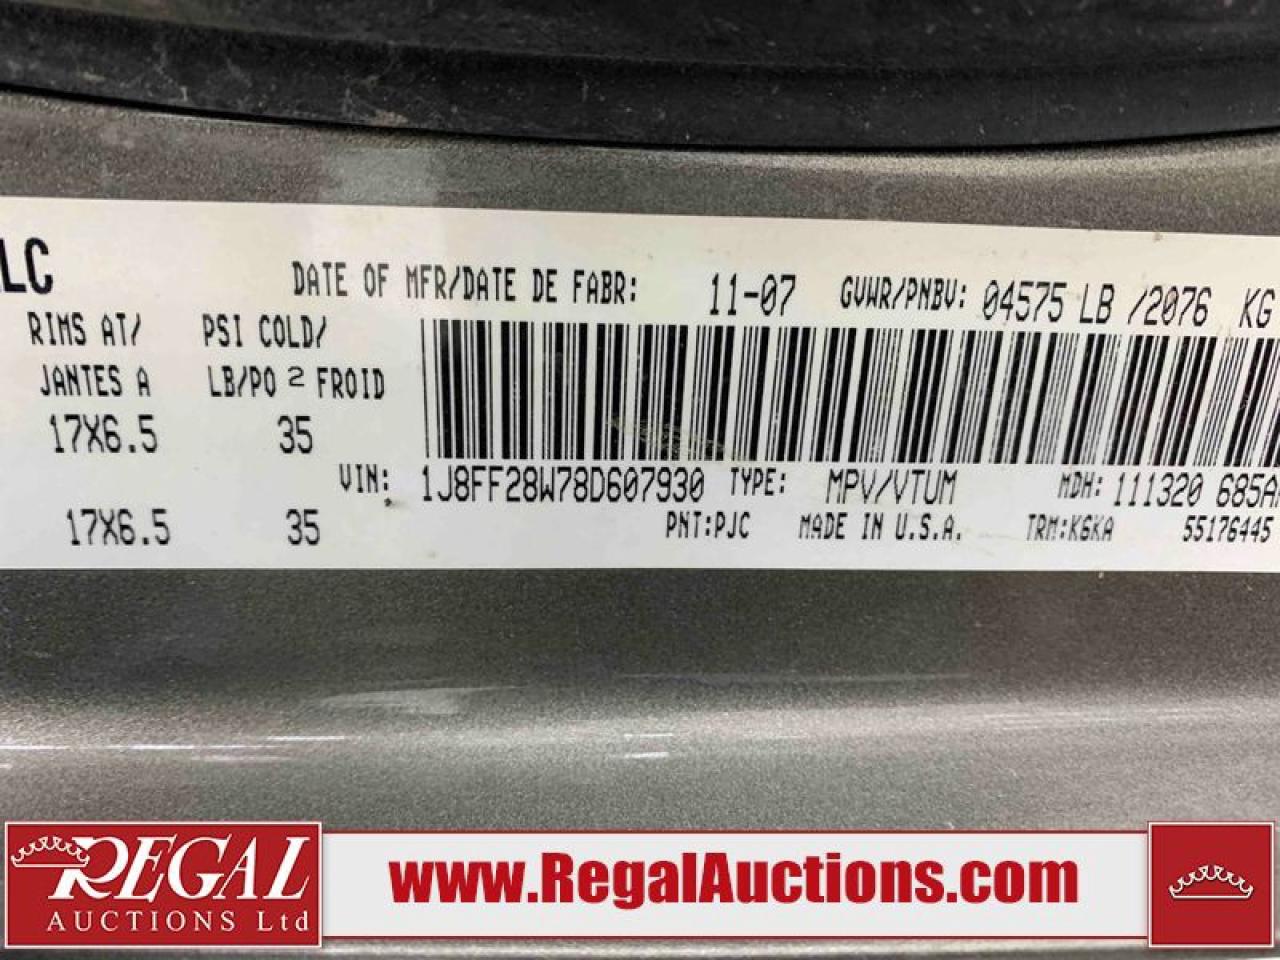 LC
DATE OF MFR/DATE DE FABR: 11-07 GVWR/PNBV: 04575 LB /2076 KG
RIMS AT/ PSI COLD/
JANTES A LB/PO 2 FROID
17X6.5 35
VIN: 1J8FF28W78D607930 TYPE: MPV/VTUM MDH: 111320 685A
17X6.5 35 PNT:PJC MADE IN U.S.A. TRM:K6KA 55176445
REGAL
AUCTIONS Ltd
www.RegalAuctions.com